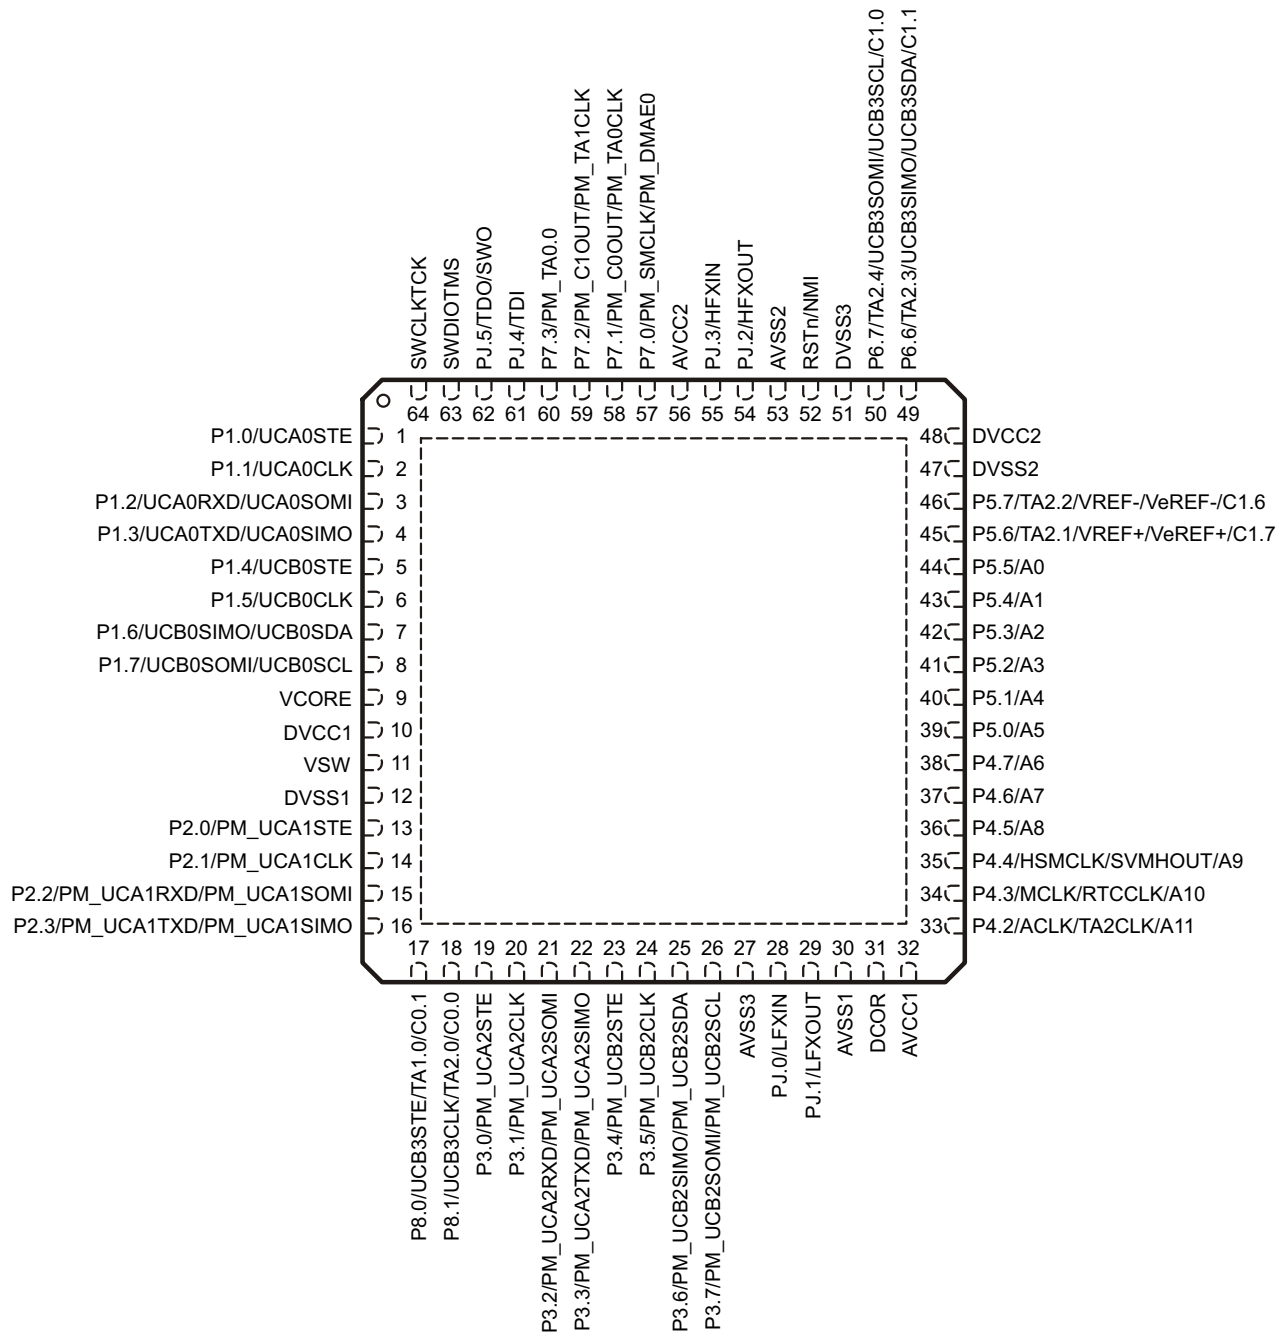 SWCLKTCK
SWDIOTMS
PJ.5/TDO/SWO
PJ.4/TDI
P7.3/PM_TA0.0
P7.2/PM_C1OUT/PM_TA1CLK
P7.1/PM_C0OUT/PM_TA0CLK
P7.0/PM_SMCLK/PM_DMAE0
AVCC2
PJ.3/HFXIN
PJ.2/HFXOUT
AVSS2
RSTn/NMI
DVSS3
P6.7/TA2.4/UCB3SOMI/UCB3SCL/C1.0
P6.6/TA2.3/UCB3SIMO/UCB3SDA/C1.1
64 63 62 61 60 59 58 57 56 55 54 53 52 51 50 49
P1.0/UCA0STE 1 48 DVCC2
P1.1/UCA0CLK 2 47 DVSS2
P1.2/UCA0RXD/UCA0SOMI 3 46 P5.7/TA2.2/VREF-/VeREF-/C1.6
P1.3/UCA0TXD/UCA0SIMO 4 45 P5.6/TA2.1/VREF+/VeREF+/C1.7
P1.4/UCB0STE 5 44 P5.5/A0
P1.5/UCB0CLK 6 43 P5.4/A1
P1.6/UCB0SIMO/UCB0SDA 7 42 P5.3/A2
P1.7/UCB0SOMI/UCB0SCL 8 41 P5.2/A3
VCORE 9 40 P5.1/A4
DVCC1 10 39 P5.0/A5
VSW 11 38 P4.7/A6
DVSS1 12 37 P4.6/A7
P2.0/PM_UCA1STE 13 36 P4.5/A8
P2.1/PM_UCA1CLK 14 35 P4.4/HSMCLK/SVMHOUT/A9
P2.2/PM_UCA1RXD/PM_UCA1SOMI 15 34 P4.3/MCLK/RTCCLK/A10
P2.3/PM_UCA1TXD/PM_UCA1SIMO 16 33 P4.2/ACLK/TA2CLK/A11
17 18 19 20 21 22 23 24 25 26 27 28 29 30 31 32
P8.0/UCB3STE/TA1.0/C0.1
P8.1/UCB3CLK/TA2.0/C0.0
P3.0/PM_UCA2STE
P3.1/PM_UCA2CLK
P3.2/PM_UCA2RXD/PM_UCA2SOMI
P3.3/PM_UCA2TXD/PM_UCA2SIMO
P3.4/PM_UCB2STE
P3.5/PM_UCB2CLK
P3.6/PM_UCB2SIMO/PM_UCB2SDA
P3.7/PM_UCB2SOMI/PM_UCB2SCL
AVSS3
PJ.0/LFXIN
PJ.1/LFXOUT
AVSS1
DCOR
AVCC1